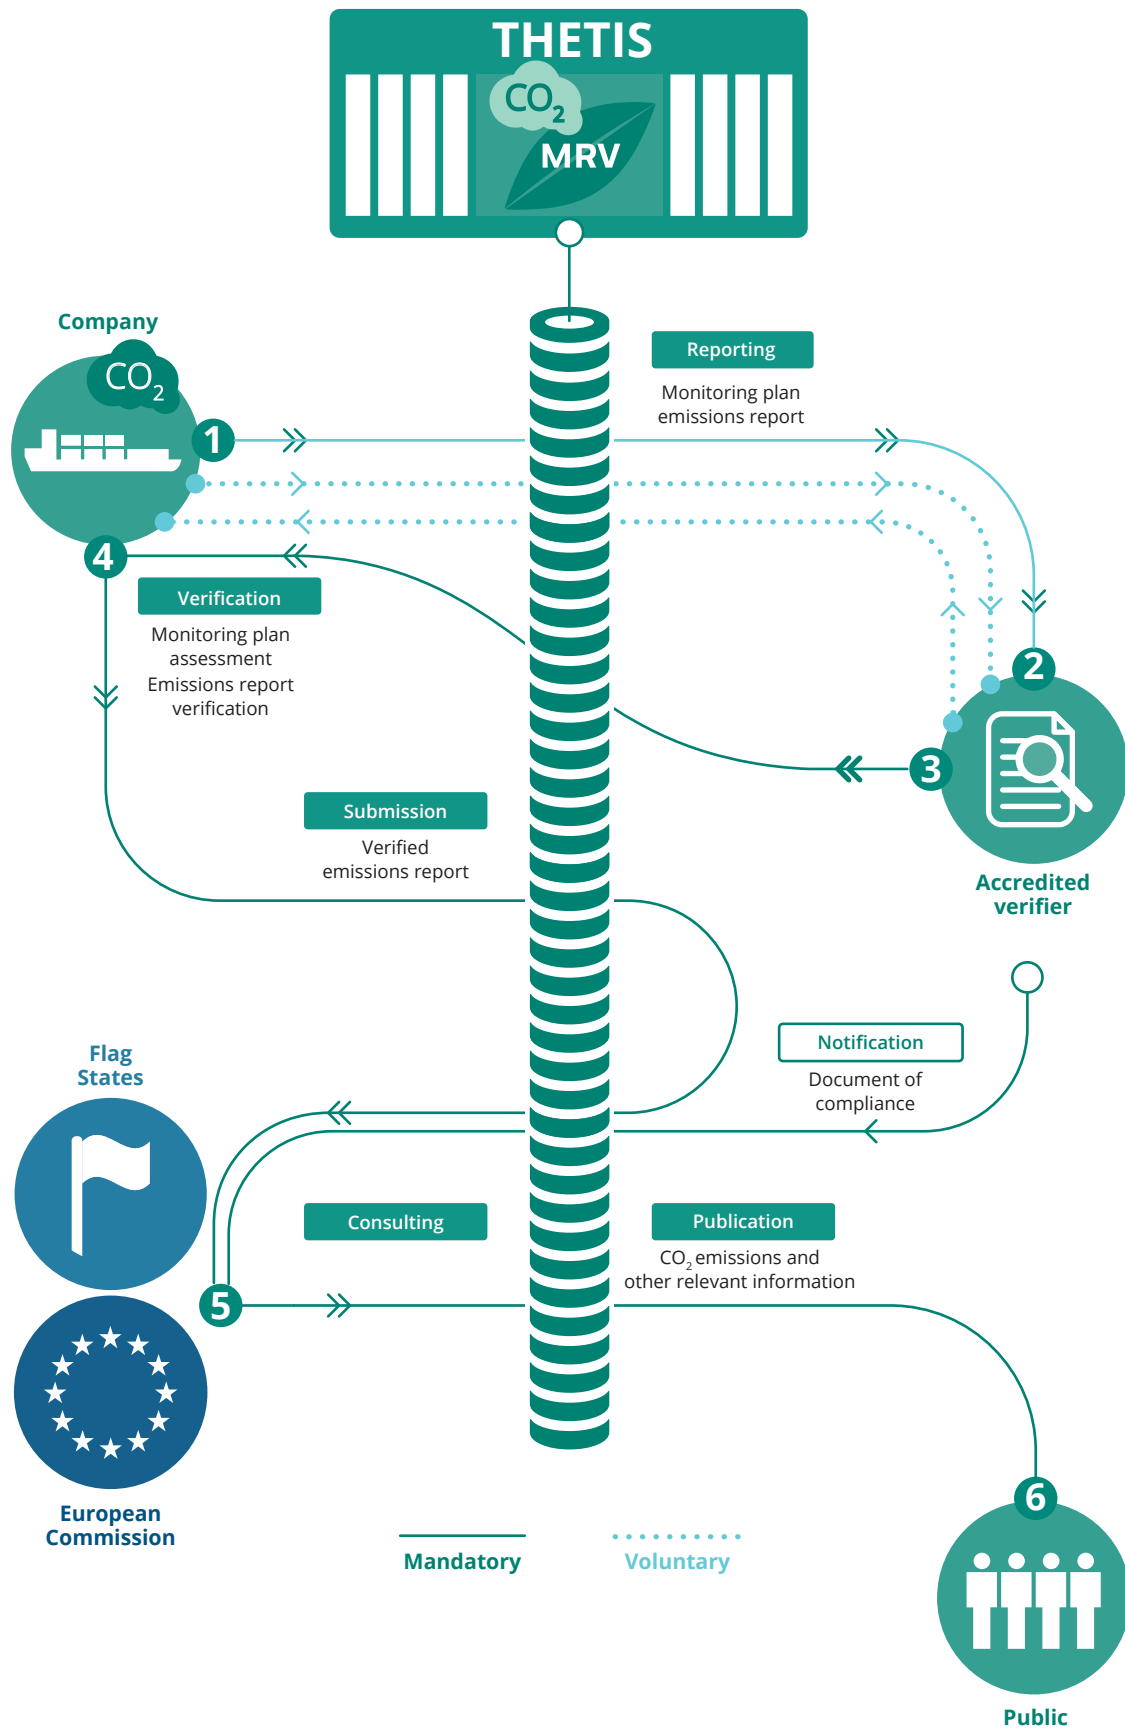 THETIS
CO2
MRV
Company
CO2
Reporting
Monitoring plan
emissions report
1
4
Verification
Monitoring plan
assessment
Emissions report
verification
2
3
Submission
Verified
emissions report
Accredited
verifier
Notification
Document of
compliance
Flag
States
Consulting
Publication
CO2 emissions and
other relevant information
5
European
Commission
Mandatory
Voluntary
6
Public